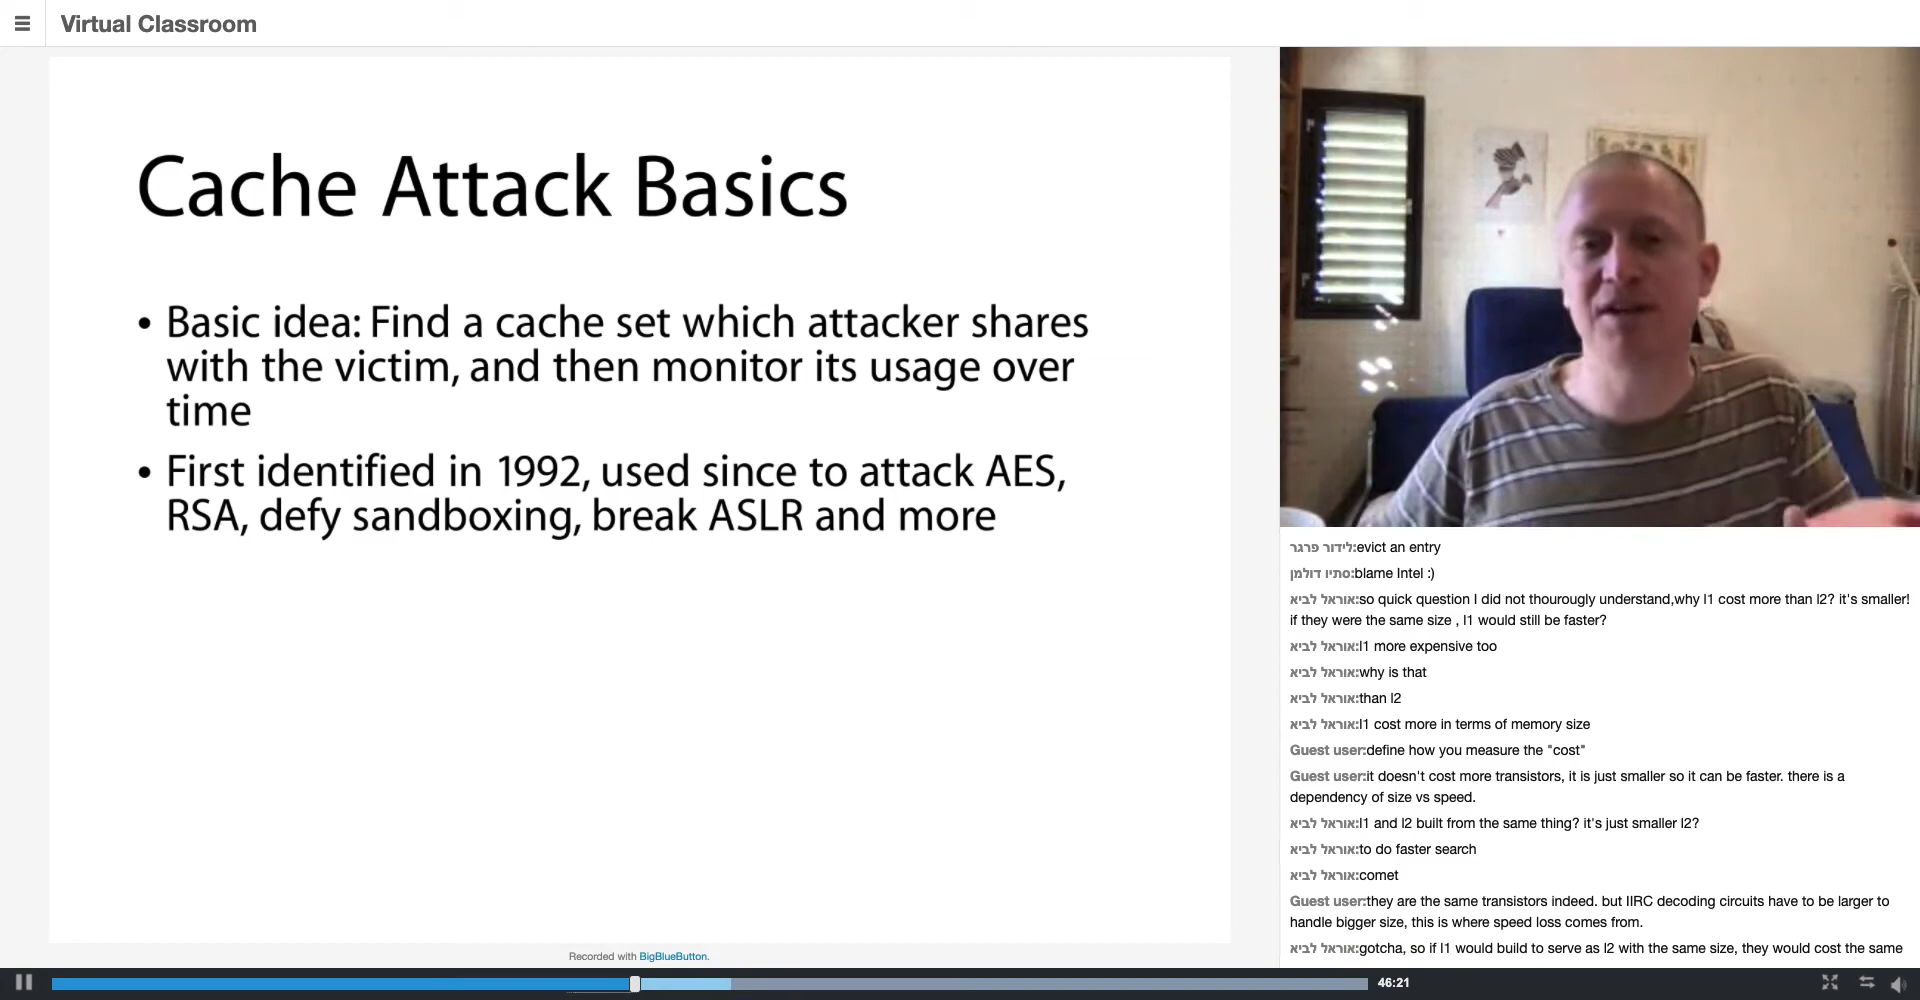 Virtual Classroom
Cache Attack Basics
• Basic idea: Find a cache set which attacker shares
with the victim, and then monitor its usage over
time
• First identified in 1992, used since to attack AES,
RSA, defy sandboxing, break ASLR and more
לידור פרגר:evict an entry
סתיו דולמן:blame Intel :)
אוראל לביא:so quick question I did not thourougly understand,why l1 cost more than l2? it's smaller!
if they were the same size , l1 would still be faster?
אוראל לביא:l1 more expensive too
אוראל לביא:why is that
אוראל לביא:than l2
אוראל לביא:l1 cost more in terms of memory size
Guest user:define how you measure the "cost"
Guest user:it doesn't cost more transistors, it is just smaller so it can be faster. there is a
dependency of size vs speed.
אוראל לביא:l1 and l2 built from the same thing? it's just smaller l2?
אוראל לביא:to do faster search
אוראל לביא:comet
Guest user:they are the same transistors indeed. but IIRC decoding circuits have to be larger to
handle bigger size, this is where speed loss comes from.
אוראל לביא:gotcha, so if l1 would build to serve as l2 with the same size, they would cost the same
Recorded with BigBlueButton.
46:21